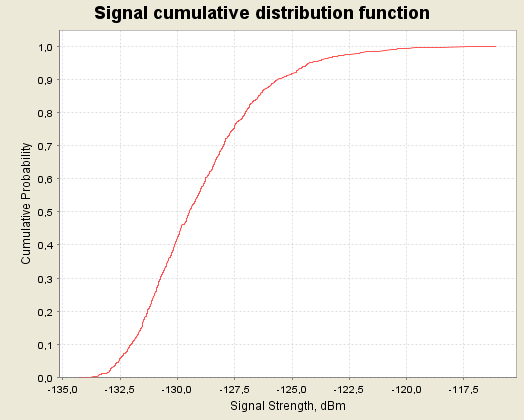 Signal cumulative distribution function
1,0
0,9
0,8
0,7
0,6
0,5
0,4
0,3
0,2
0,1
0,0
Cumulative Probability
-135,0 -132,5 -130,0 -127,5 -125,0 -122,5 -120,0 -117,5
Signal Strength, dBm